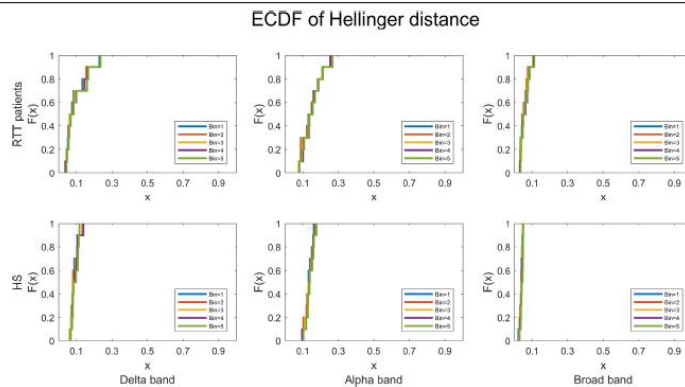 ECDF of Hellinger distance
RTT patients
F(x)
1
0.8
0.6
0.4
0.2
0
0.1 0.3 0.5 0.7 0.9
x
Bin=1
Bin=2
Bin=3
Bin=4
Bin=5
F(x)
1
0.8
0.6
0.4
0.2
0
0.1 0.3 0.5 0.7 0.9
x
Bin=1
Bin=2
Bin=3
Bin=4
Bin=5
F(x)
1
0.8
0.6
0.4
0.2
0
0.1 0.3 0.5 0.7 0.9
x
Bin=1
Bin=2
Bin=3
Bin=4
Bin=5
HS
F(x)
1
0.8
0.6
0.4
0.2
0
0.1 0.3 0.5 0.7 0.9
x
Bin=1
Bin=2
Bin=3
Bin=4
Bin=5
Delta band
F(x)
1
0.8
0.6
0.4
0.2
0
0.1 0.3 0.5 0.7 0.9
x
Bin=1
Bin=2
Bin=3
Bin=4
Bin=5
Alpha band
F(x)
1
0.8
0.6
0.4
0.2
0
0.1 0.3 0.5 0.7 0.9
x
Bin=1
Bin=2
Bin=3
Bin=4
Bin=5
Broad band